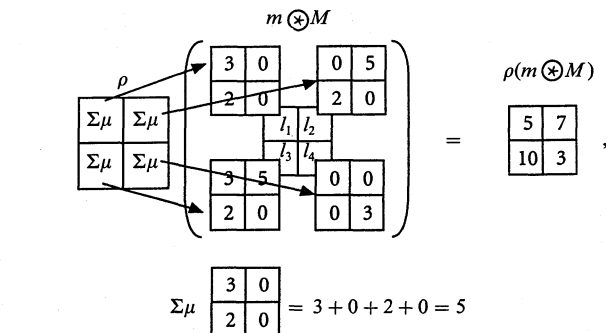 m ⊛ M
ρ
ρ(m ⊛ M)
3 0 0 5
2 0 2 0
Σμ Σμ l₁ l₂ = 5 7 ,
Σμ Σμ l₃ l₄ 10 3
3 5 0 0
2 0 0 3
3 0
Σμ = 3 + 0 + 2 + 0 = 5
2 0